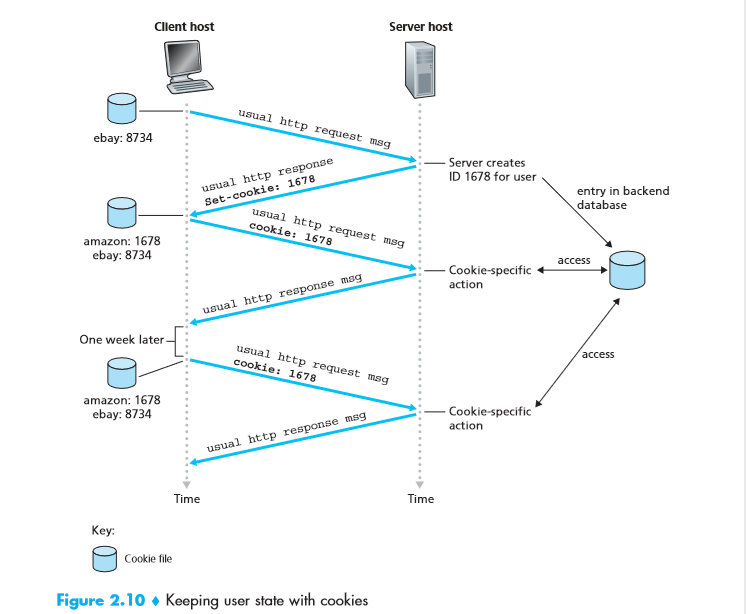 Client host
Server host
ebay: 8734
usual http request msg
Server creates
ID 1678 for user
usual http response
Set-cookie: 1678
entry in backend
database
amazon: 1678
ebay: 8734
usual http request msg
cookie: 1678
Cookie-specific
action
access
usual http response msg
One week later
usual http request msg
cookie: 1678
access
amazon: 1678
ebay: 8734
Cookie-specific
action
usual http response msg
Time
Time
Key:
Cookie file
Figure 2.10 ♦ Keeping user state with cookies